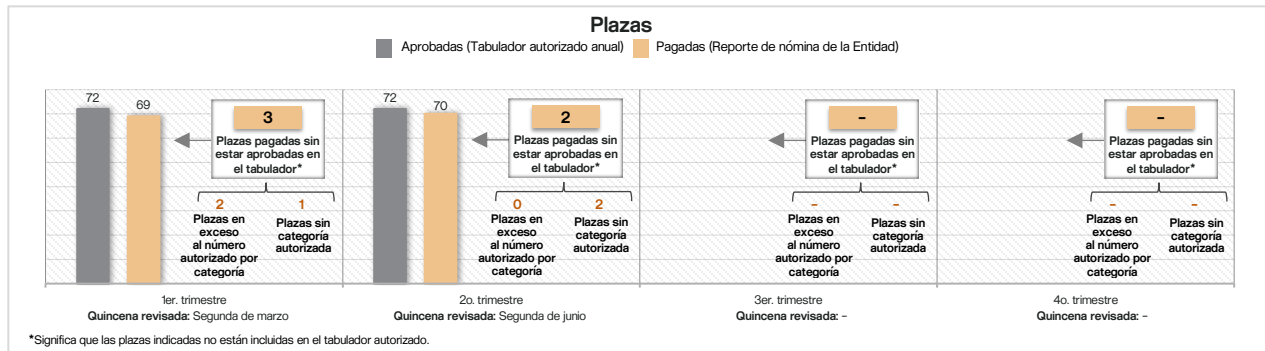 Plazas
Aprobadas (Tabulador autorizado anual)
Pagadas (Reporte de nómina de la Entidad)
72
69
3
Plazas pagadas sin
estar aprobadas en
el tabulador*
2
1
Plazas en
exceso
al número
autorizado por
categoría
Plazas sin
categoría
autorizada
72
70
2
Plazas pagadas sin
estar aprobadas en
el tabulador*
0
2
Plazas en
exceso
al número
autorizado por
categoría
Plazas sin
categoría
autorizada
–
Plazas pagadas sin
estar aprobadas en
el tabulador*
–
–
Plazas en
exceso
al número
autorizado por
categoría
Plazas sin
categoría
autorizada
–
Plazas pagadas sin
estar aprobadas en
el tabulador*
–
–
Plazas en
exceso
al número
autorizado por
categoría
Plazas sin
categoría
autorizada
1er. trimestre
Quincena revisada: Segunda de marzo
2o. trimestre
Quincena revisada: Segunda de junio
3er. trimestre
Quincena revisada: –
4o. trimestre
Quincena revisada: –
*Significa que las plazas indicadas no están incluidas en el tabulador autorizado.